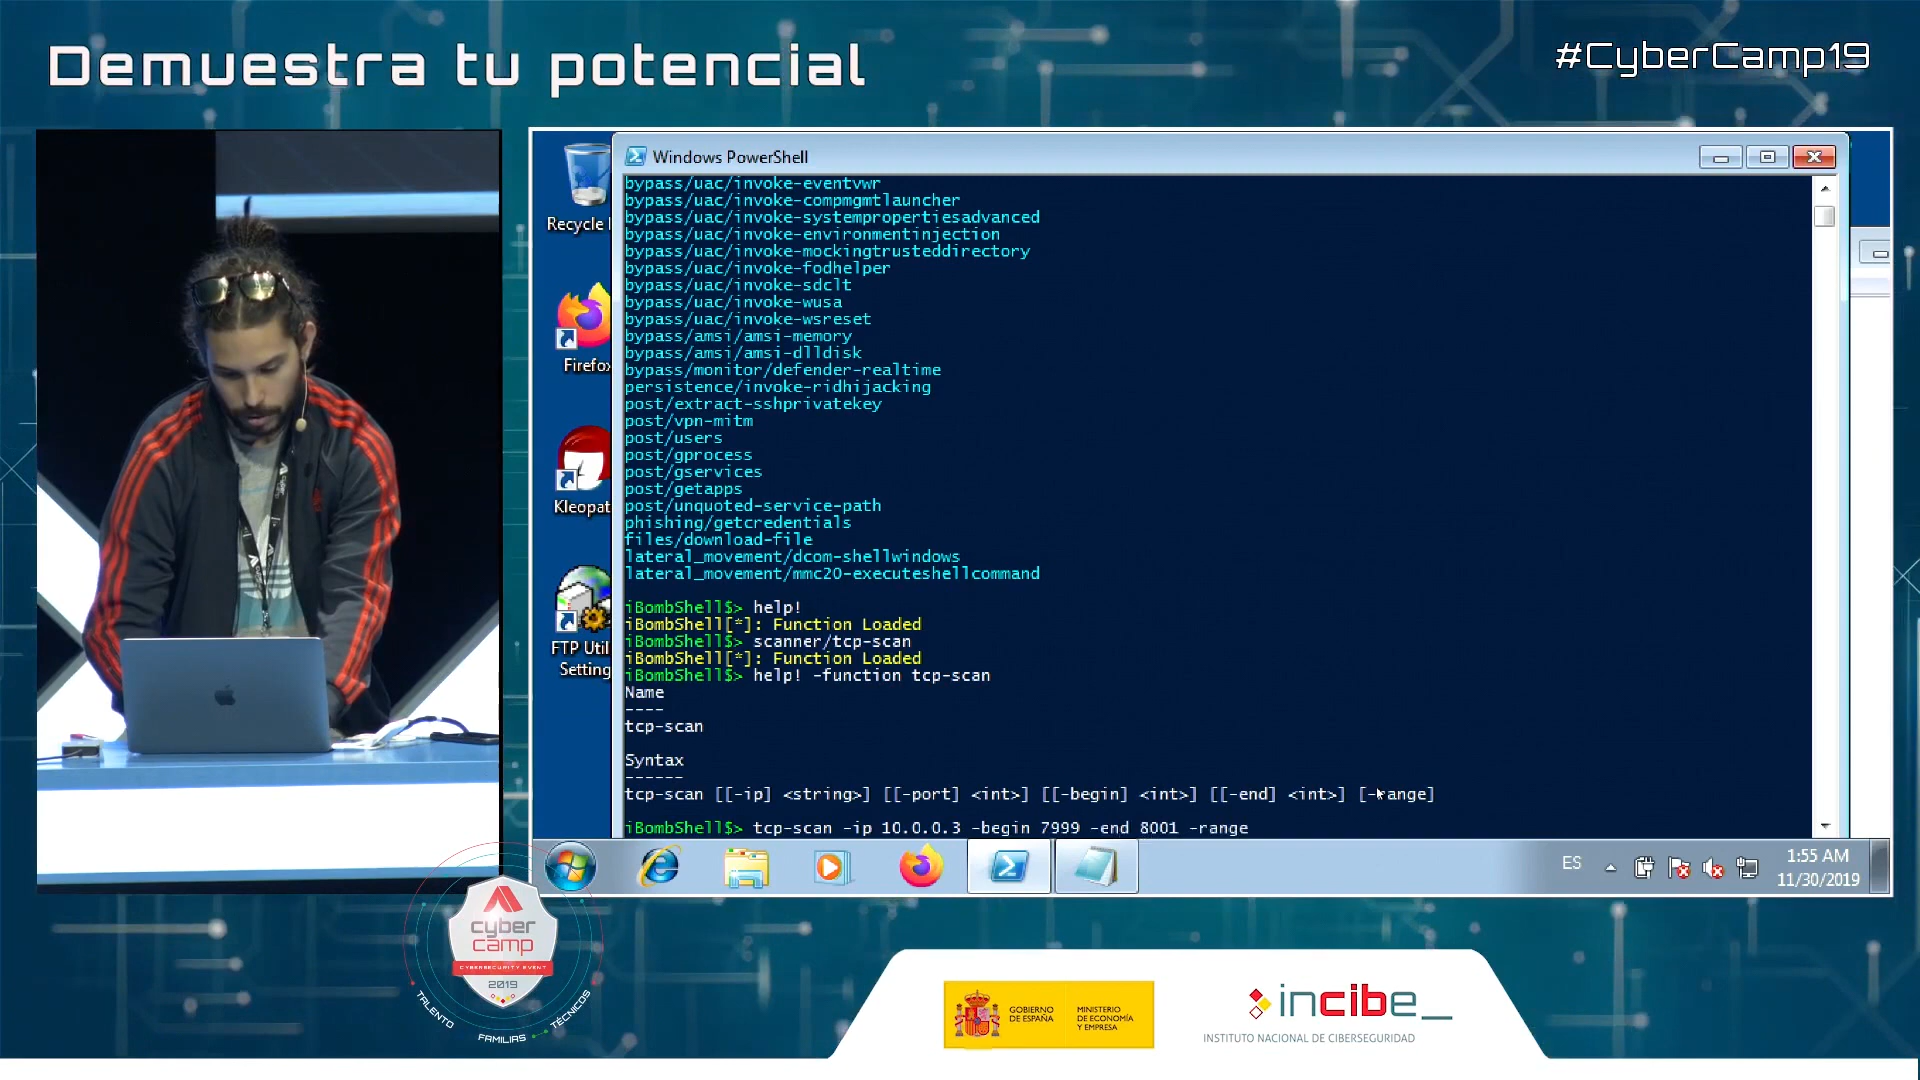 Demuestra tu potencial
#CyberCamp19
Windows PowerShell
bypass/uac/invoke-eventvwr
bypass/uac/invoke-compmgmtlauncher
bypass/uac/invoke-systempropertiesadvanced
bypass/uac/invoke-environmentinjection
bypass/uac/invoke-mockingtrusteddirectory
bypass/uac/invoke-fodhelper
bypass/uac/invoke-sdclt
bypass/uac/invoke-wusa
bypass/uac/invoke-wsreset
bypass/amsi/amsi-memory
bypass/amsi/amsi-dlldisk
bypass/monitor/defender-realtime
persistence/invoke-ridhijacking
post/extract-sshprivatekey
post/vpn-mitm
post/users
post/gprocess
post/gservices
post/getapps
post/unquoted-service-path
phishing/getcredentials
files/download-file
lateral_movement/dcom-shellwindows
lateral_movement/mmc20-executeshellcommand
iBombShell$> help!
iBombShell[*]: Function Loaded
iBombShell$> scanner/tcp-scan
iBombShell[*]: Function Loaded
iBombShell$> help! -function tcp-scan
Name
----
tcp-scan
Syntax
------
tcp-scan [[-ip] <string>] [[-port] <int>] [[-begin] <int>] [[-end] <int>] [-range]
iBombShell$> tcp-scan -ip 10.0.0.3 -begin 7999 -end 8001 -range
Recycle
Firefox
Kleopat
FTP Util
Setting
ES
1:55 AM
11/30/2019
cyber
camp
CYBERSECURITY EVENT
2019
TALENTO
FAMILIAS
TÉCNICOS
GOBIERNO
DE ESPAÑA
MINISTERIO
DE ECONOMÍA
Y EMPRESA
incibe_
INSTITUTO NACIONAL DE CIBERSEGURIDAD